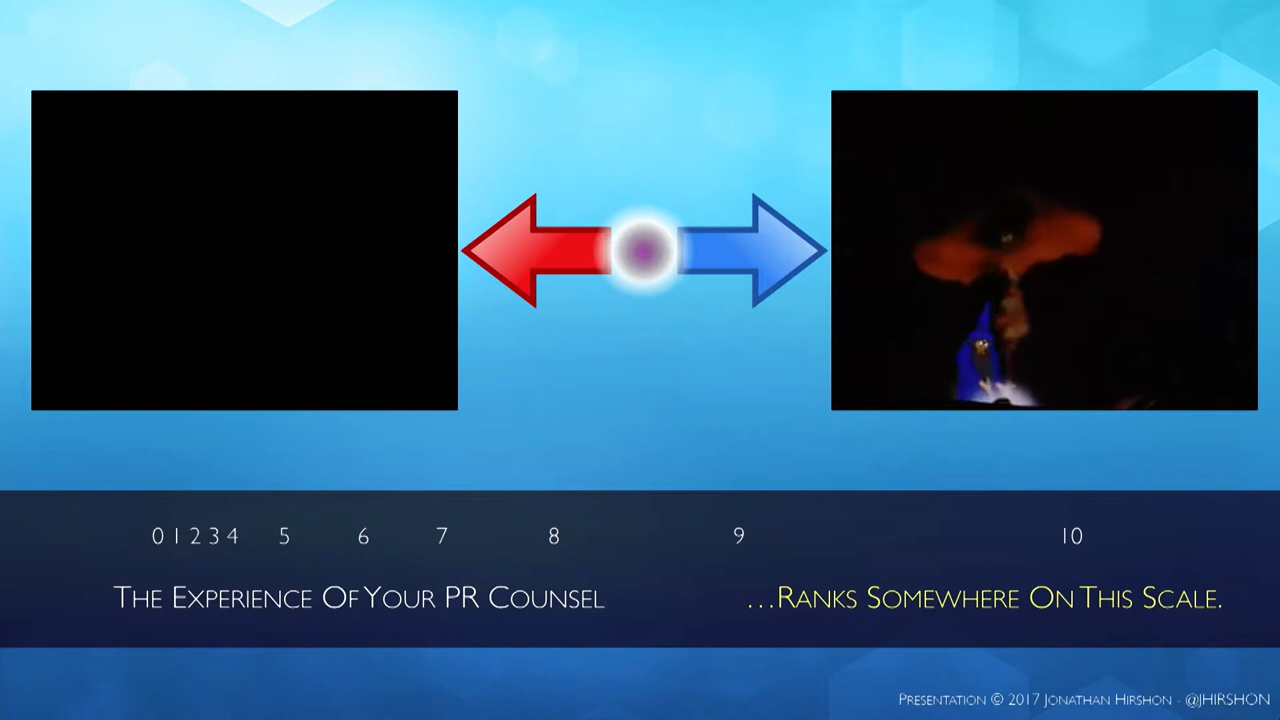 0 1 2 3 4 5 6 7 8 9 10
The Experience Of Your PR Counsel
...Ranks Somewhere On This Scale.
Presentation © 2017 Jonathan Hirshon - @JHIRSHON